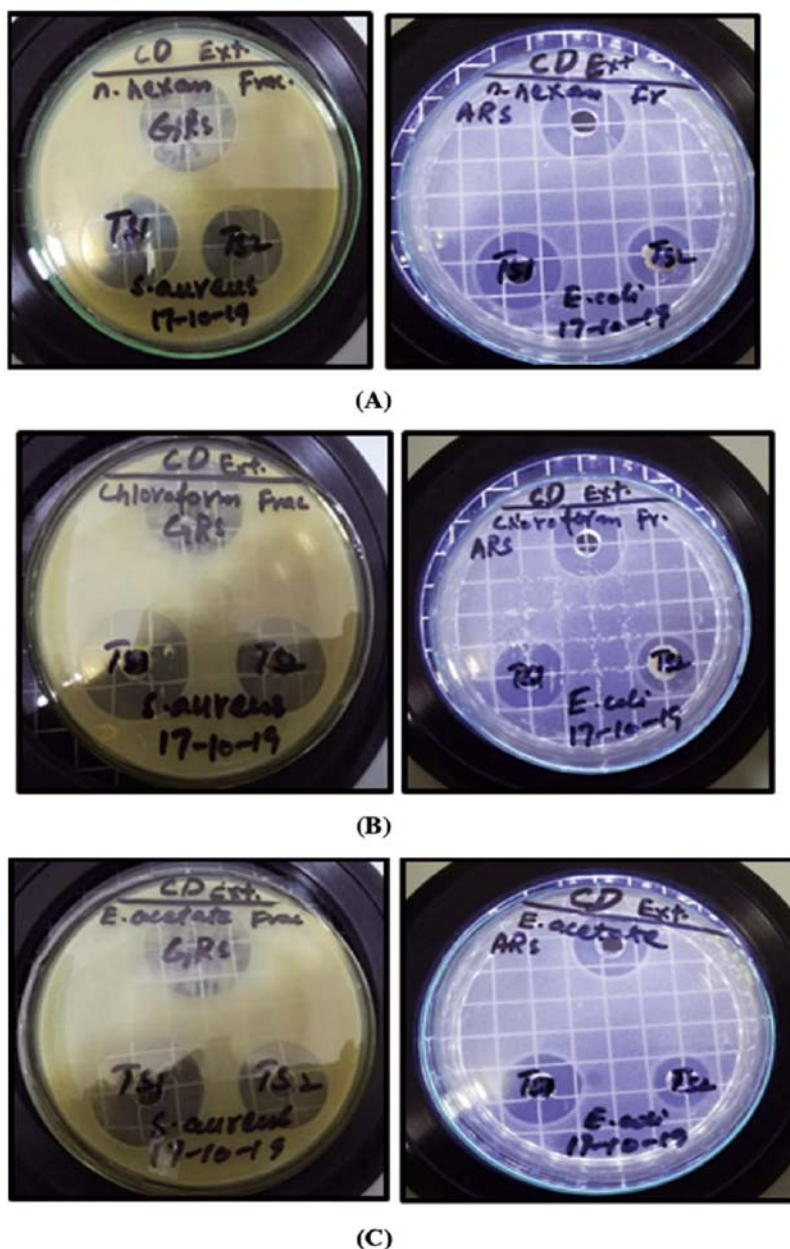 CD Ext.
n. hexan Frac.
GRs
TS1 TS2
S. aureus
17-10-19
CD Ext
n. hexan Fr
ARs
TS1 TS2
E. coli
17-10-19
(A)
CD Ext.
Chloroform Frac
GRs
TS1 TS2
S. aureus
17-10-19
CD Ext.
Chloroform Fr.
ARs
TS1 TS2
E. coli
17-10-19
(B)
CD Ext.
E. acetate Frac
GRs
TS1 TS2
S. aureus
17-10-19
CD Ext.
E. acetate
ARs
TS1 TS2
E. coli
17-10-19
(C)